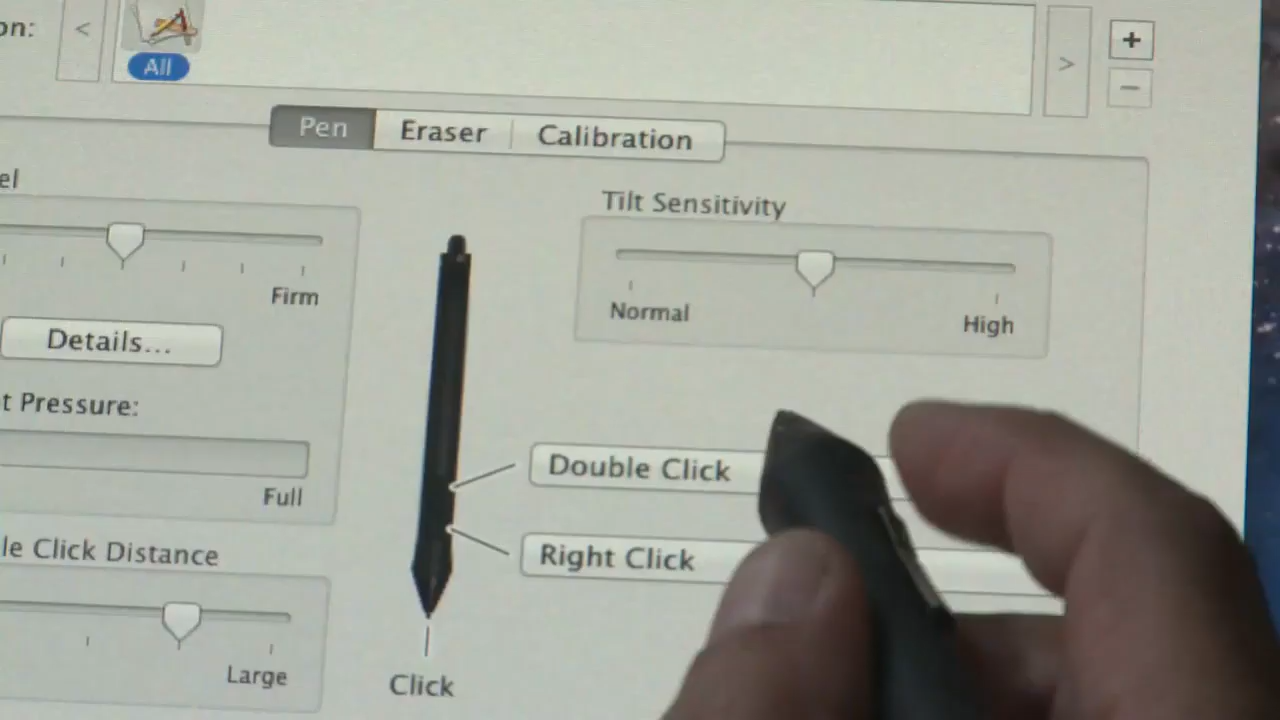 on:
<
All
>
+
−
Pen
Eraser
Calibration
el
Tilt Sensitivity
Firm
Normal
High
Details...
t Pressure:
Double Click
Full
le Click Distance
Right Click
Large
Click